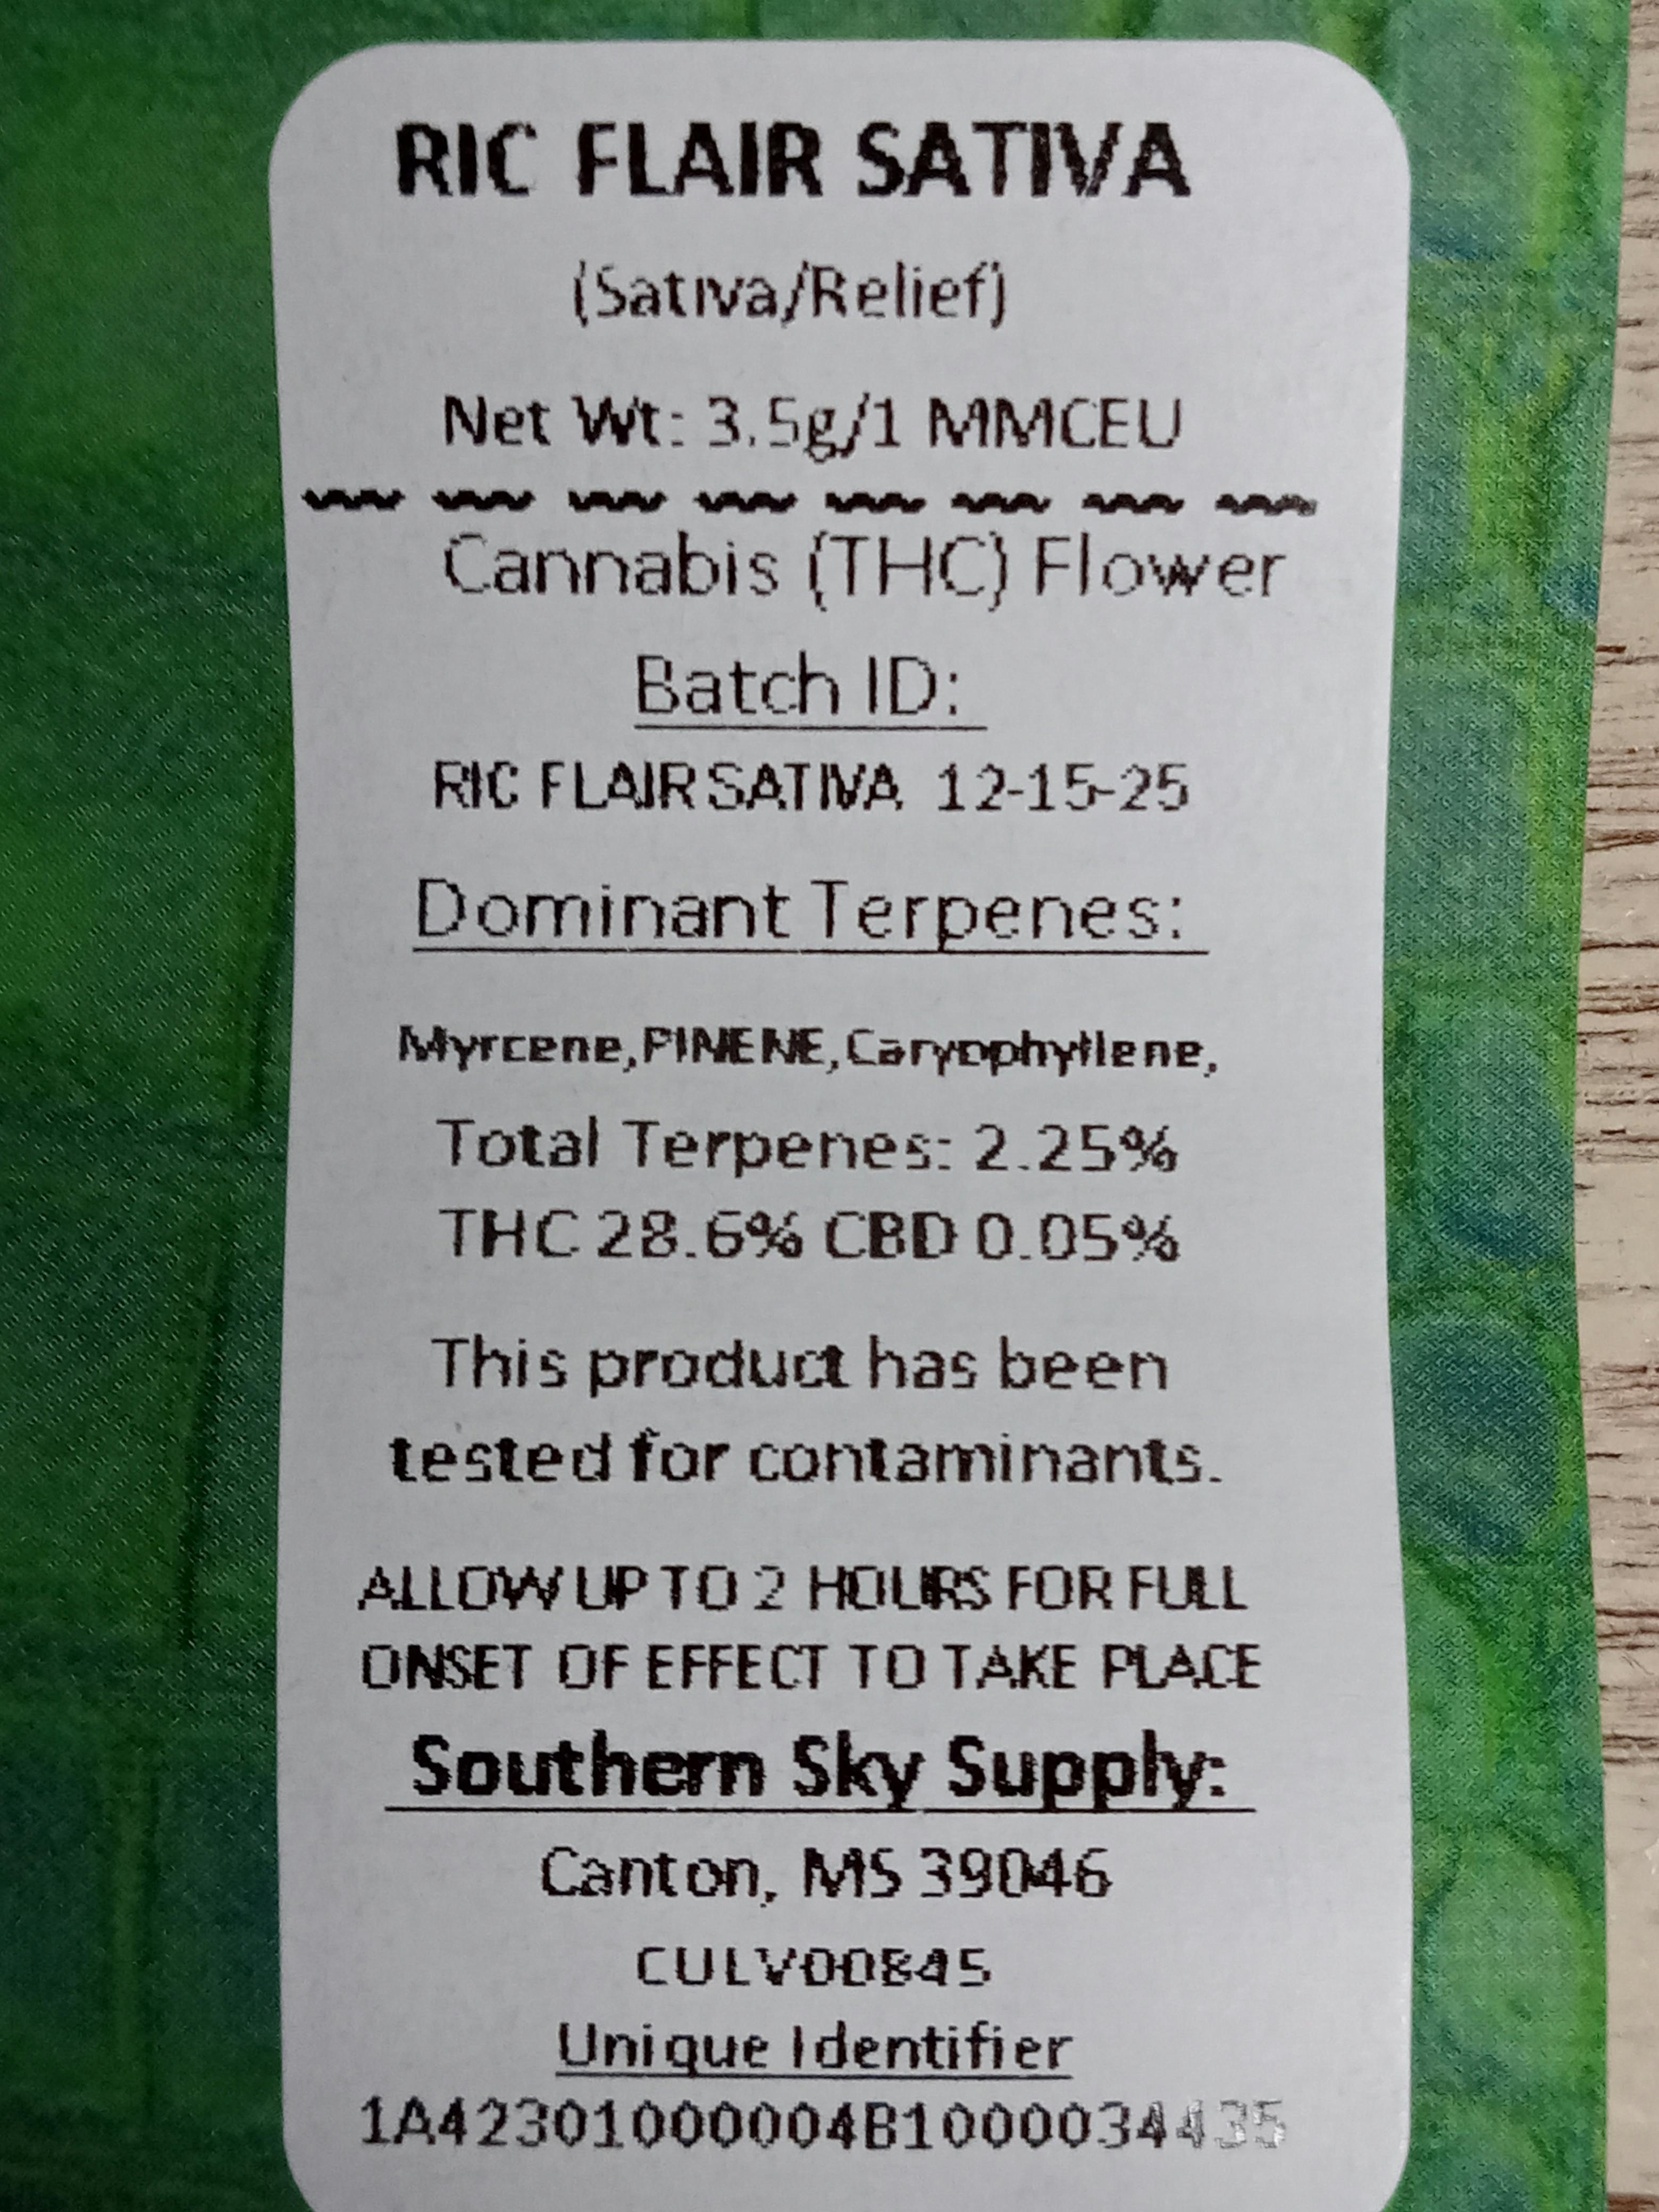 RIC FLAIR SATIVA
(Sativa/Relief)
Net Wt: 3.5g/1 MMCEU
Cannabis (THC) Flower
Batch ID:
RIC FLAIR SATIVA 12-15-25
Dominant Terpenes:
Myrcene,PINENE,Caryophyllene,
Total Terpenes: 2.25%
THC 28.6% CBD 0.05%
This product has been
tested for contaminants.
ALLOW UP TO 2 HOURS FOR FULL
ONSET OF EFFECT TO TAKE PLACE
Southern Sky Supply:
Canton, MS 39046
CULV00845
Unique Identifier
1A42301000004B1000034435